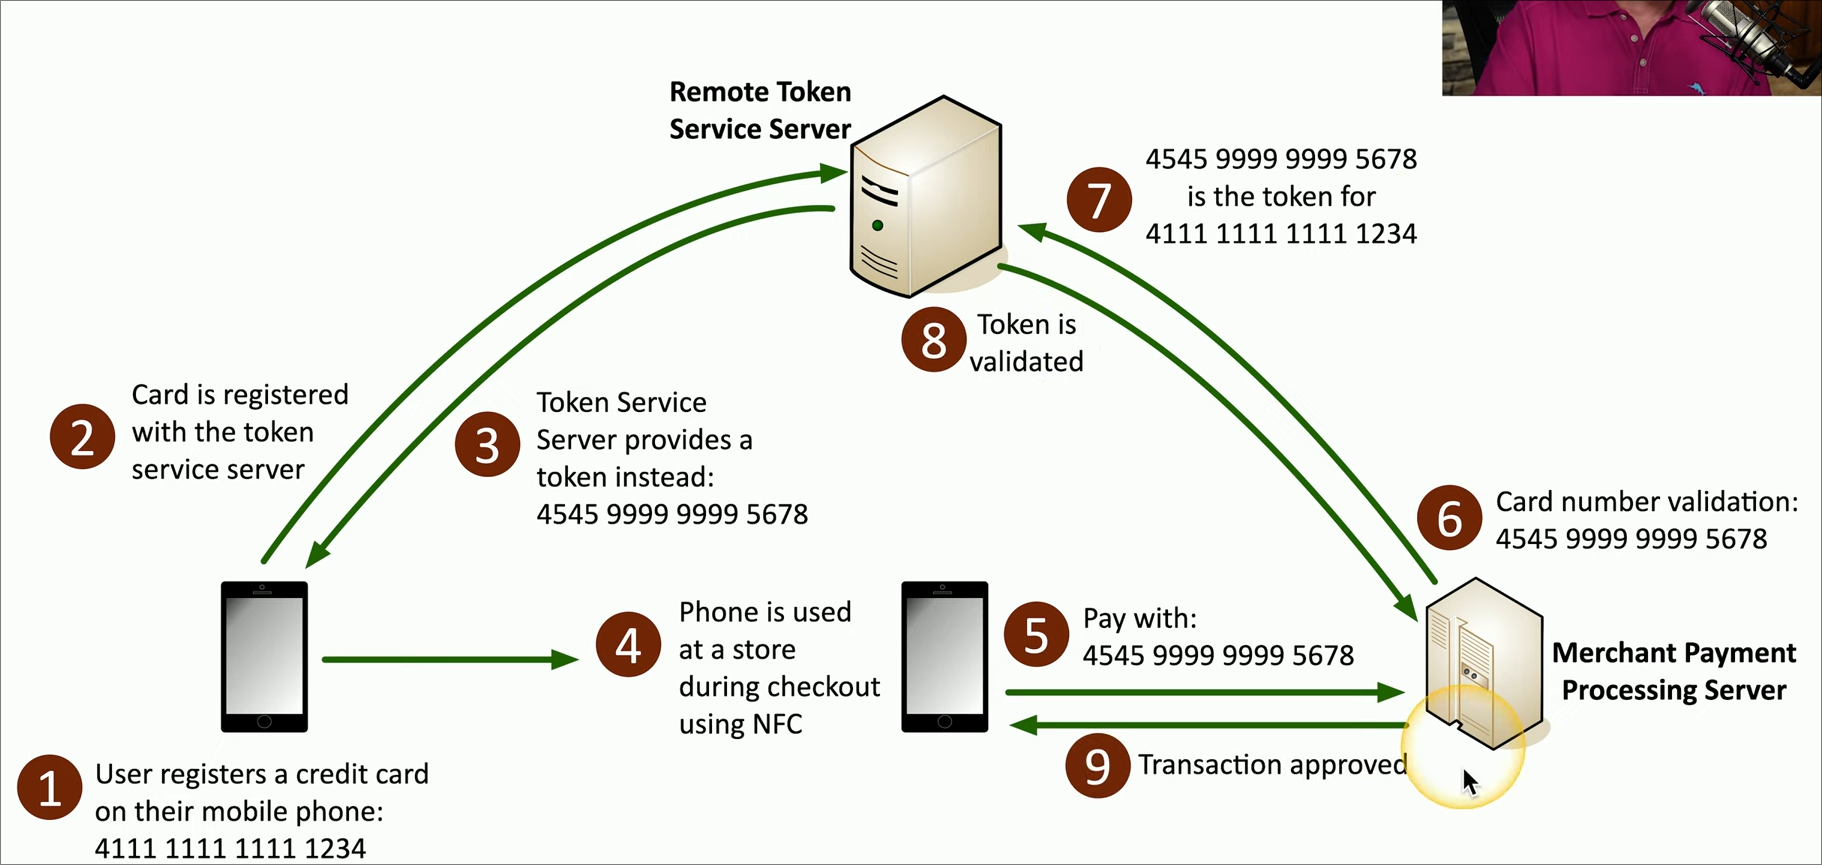 Remote Token
Service Server
7
4545 9999 9999 5678
is the token for
4111 1111 1111 1234
8
Token is
validated
2
Card is registered
with the token
service server
3
Token Service
Server provides a
token instead:
4545 9999 9999 5678
6
Card number validation:
4545 9999 9999 5678
4
Phone is used
at a store
during checkout
using NFC
5
Pay with:
4545 9999 9999 5678
Merchant Payment
Processing Server
9
Transaction approved
1
User registers a credit card
on their mobile phone:
4111 1111 1111 1234